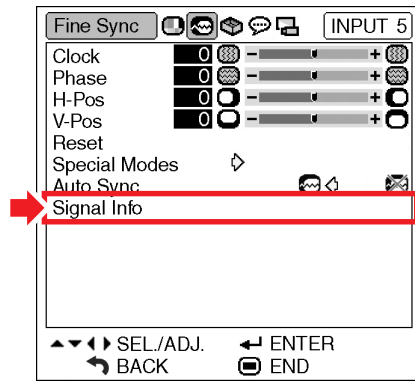 Fine Sync INPUT 5
Clock 0 - +
Phase 0 - +
H-Pos 0 - +
V-Pos 0 - +
Reset
Special Modes
Auto Sync
Signal Info
SEL./ADJ. ENTER
BACK END